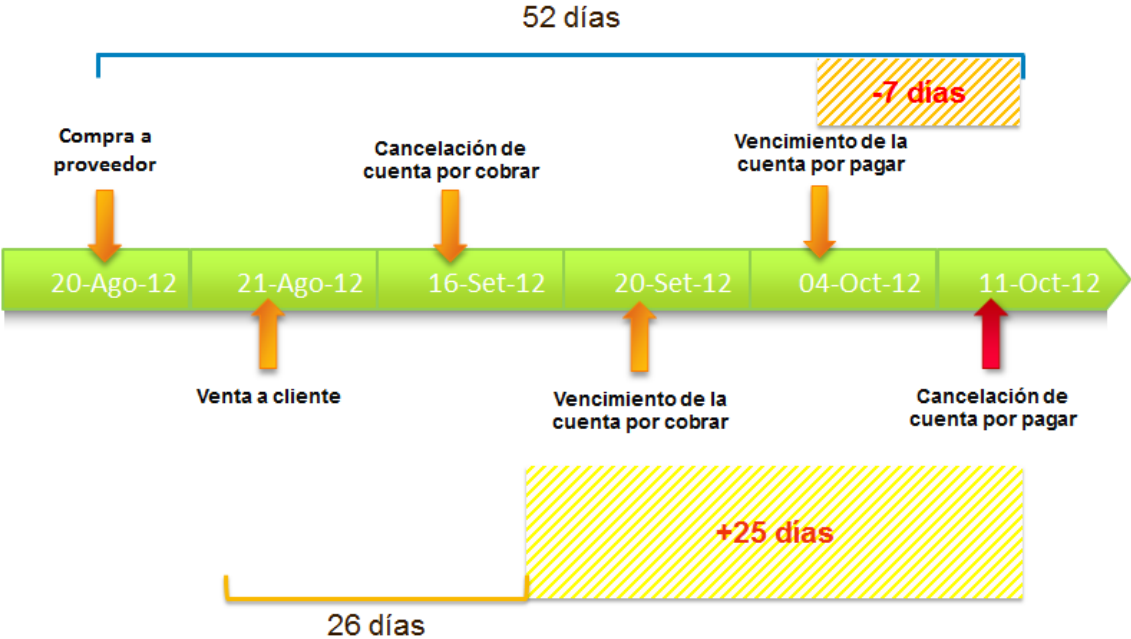 52 días
-7 días
Compra a
proveedor
Cancelación de
cuenta por cobrar
Vencimiento de la
cuenta por pagar
20-Ago-12
21-Ago-12
16-Set-12
20-Set-12
04-Oct-12
11-Oct-12
Venta a cliente
Vencimiento de la
cuenta por cobrar
Cancelación de
cuenta por pagar
+25 días
26 días